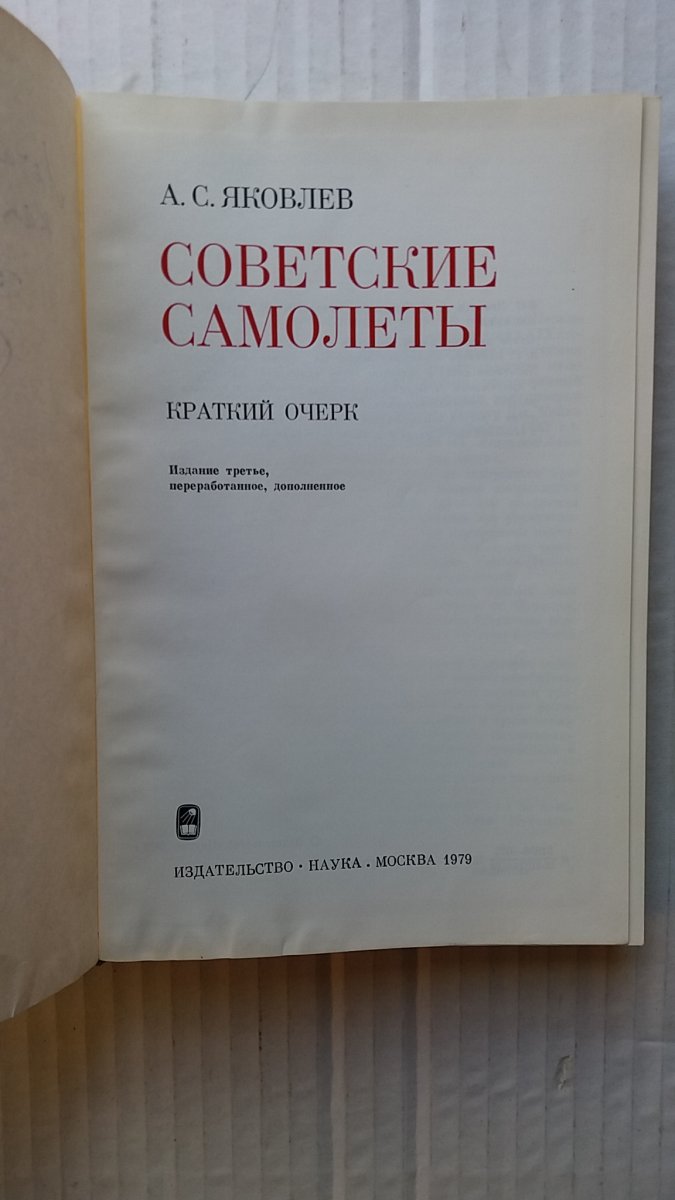 А. С. ЯКОВЛЕВ
СОВЕТСКИЕ
САМОЛЕТЫ
КРАТКИЙ ОЧЕРК
Издание третье,
переработанное, дополненное
ИЗДАТЕЛЬСТВО · НАУКА · МОСКВА 1979